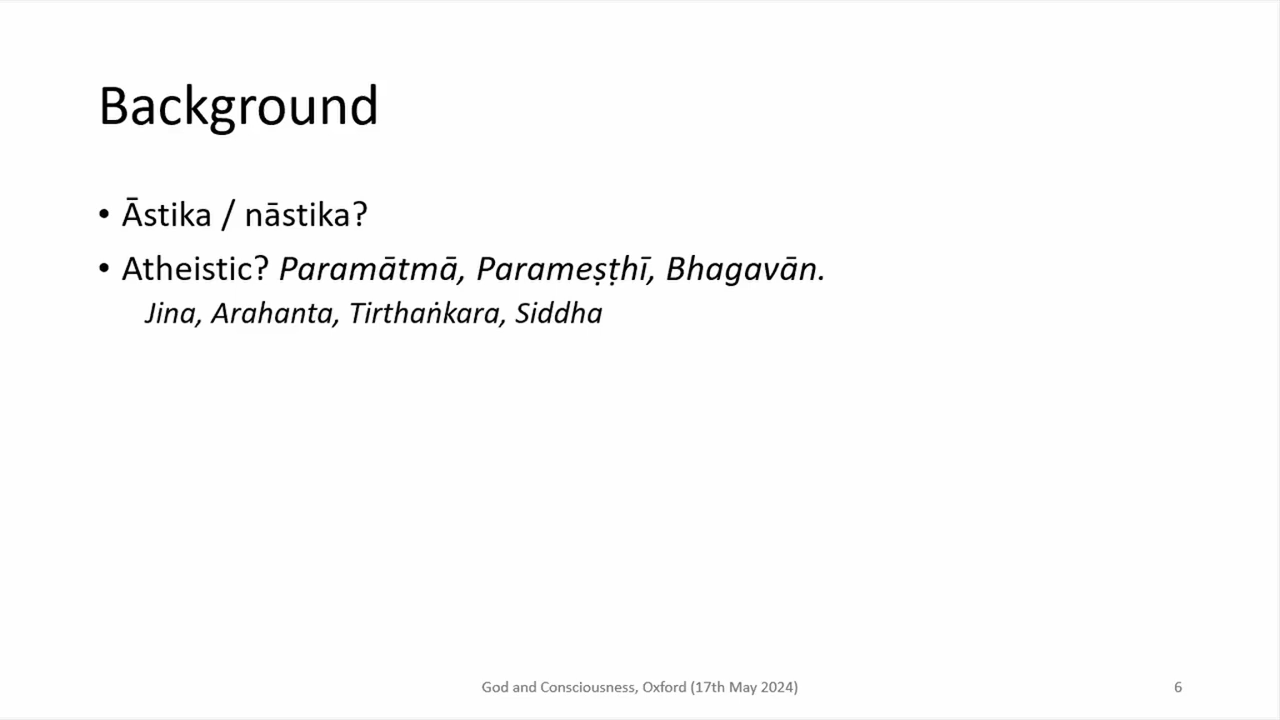 Background
• Āstika / nāstika?
• Atheistic? Paramātmā, Parameṣṭhī, Bhagavān.
Jina, Arahanta, Tirthaṅkara, Siddha
God and Consciousness, Oxford (17th May 2024)
6